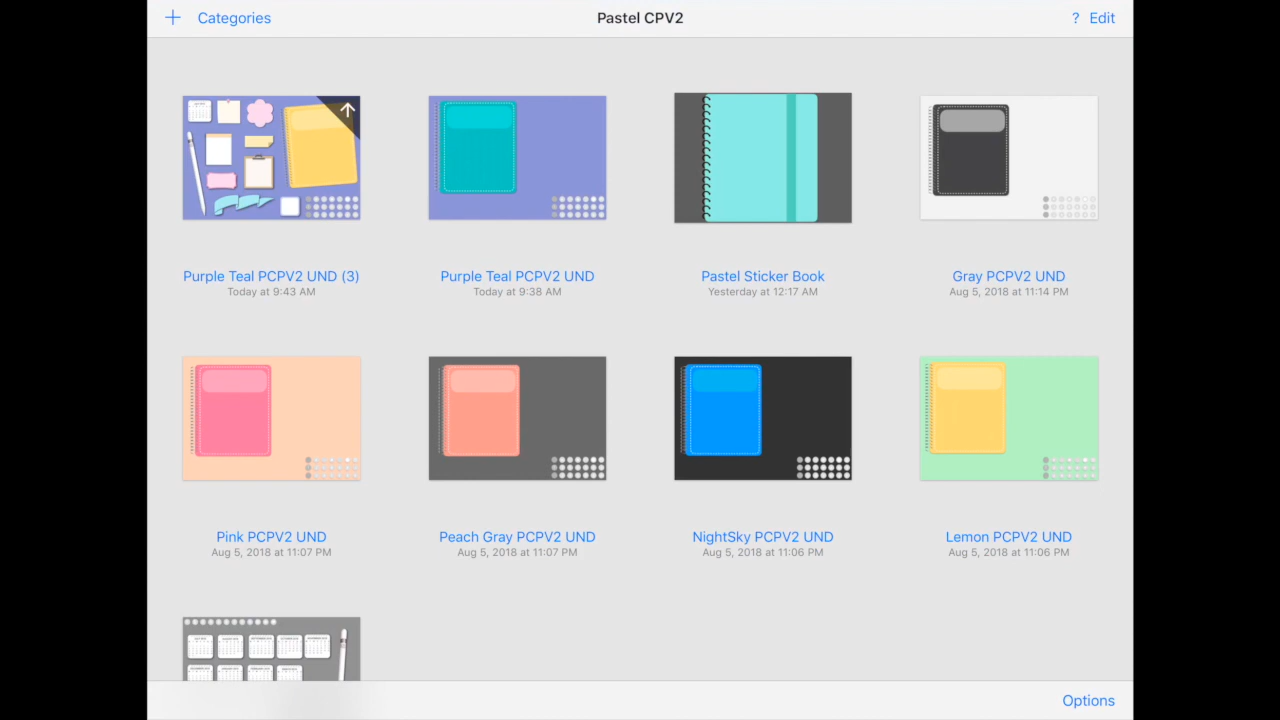 Categories
Pastel CPV2
? Edit
Purple Teal PCPV2 UND (3)
Today at 9:43 AM
Purple Teal PCPV2 UND
Today at 9:38 AM
Pastel Sticker Book
Yesterday at 12:17 AM
Gray PCPV2 UND
Aug 5, 2018 at 11:14 PM
Pink PCPV2 UND
Aug 5, 2018 at 11:07 PM
Peach Gray PCPV2 UND
Aug 5, 2018 at 11:07 PM
NightSky PCPV2 UND
Aug 5, 2018 at 11:06 PM
Lemon PCPV2 UND
Aug 5, 2018 at 11:06 PM
Options